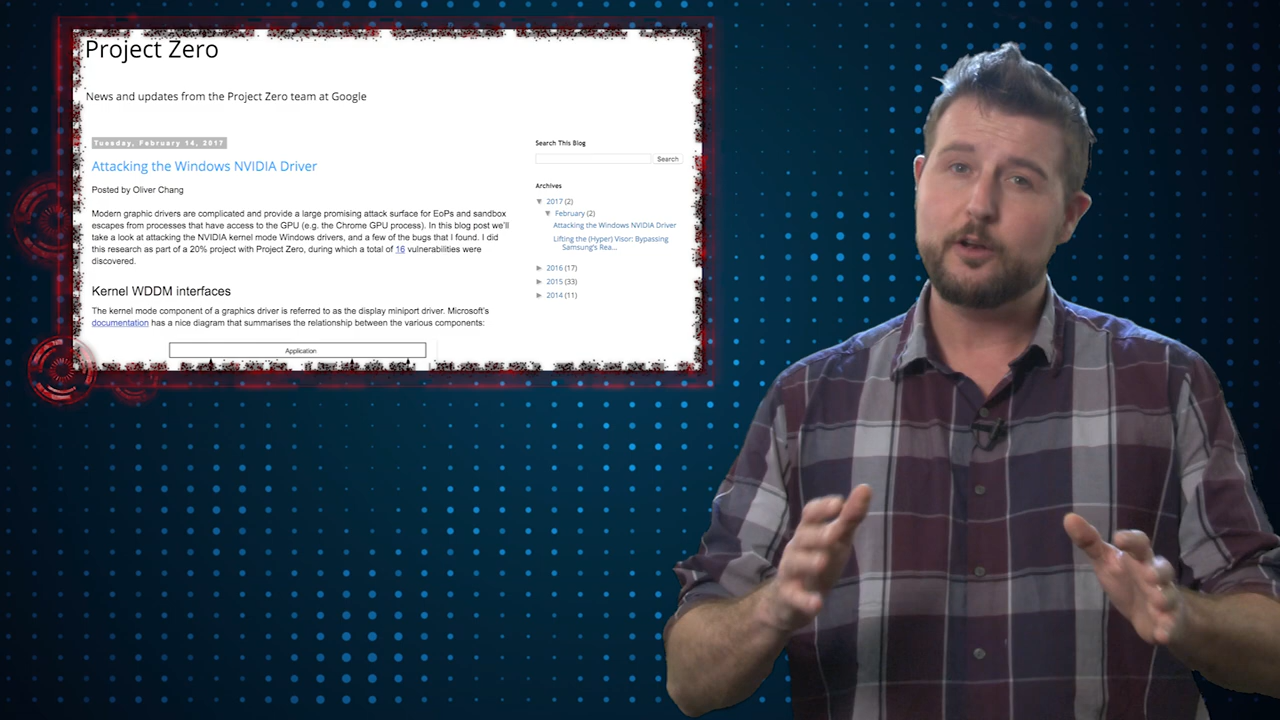 Project Zero
News and updates from the Project Zero team at Google
Tuesday, February 14, 2017
Attacking the Windows NVIDIA Driver
Posted by Oliver Chang
Modern graphic drivers are complicated and provide a large promising attack surface for EoPs and sandbox
escapes from processes that have access to the GPU (e.g. the Chrome GPU process). In this blog post we'll
take a look at attacking the NVIDIA kernel mode Windows drivers, and a few of the bugs that I found. I did
this research as part of a 20% project with Project Zero, during which a total of 16 vulnerabilities were
discovered.
Kernel WDDM interfaces
The kernel mode component of a graphics driver is referred to as the display miniport driver. Microsoft's
documentation has a nice diagram that summarises the relationship between the various components:
Application
Search This Blog
Search
Archives
▼ 2017 (2)
▼ February (2)
Attacking the Windows NVIDIA Driver
Lifting the (Hyper) Visor: Bypassing
Samsung's Rea...
► 2016 (17)
► 2015 (33)
► 2014 (11)